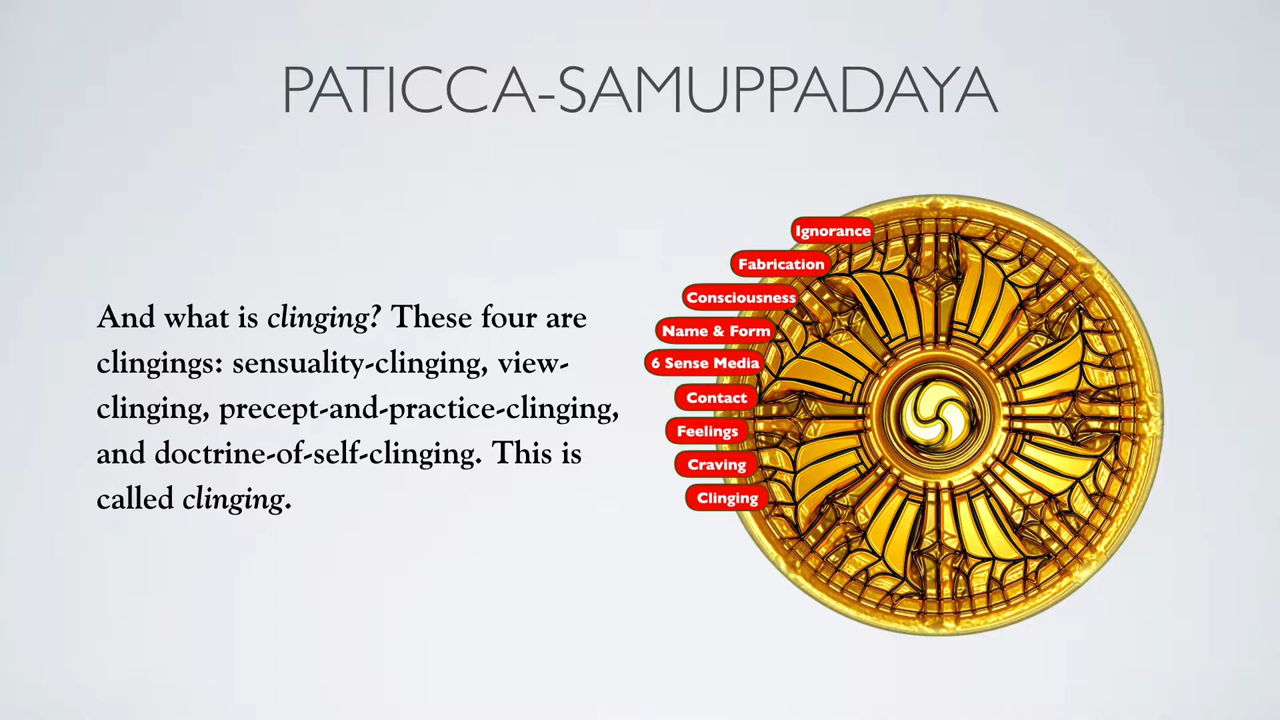 PATICCA-SAMUPPADAYA
And what is clinging? These four are
clingings: sensuality-clinging, view-
clinging, precept-and-practice-clinging,
and doctrine-of-self-clinging. This is
called clinging.
Ignorance
Fabrication
Consciousness
Name & Form
6 Sense Media
Contact
Feelings
Craving
Clinging